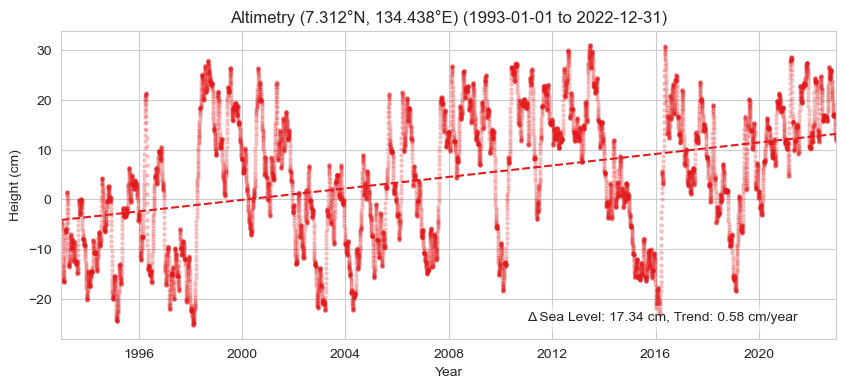 Altimetry (7.312°N, 134.438°E) (1993-01-01 to 2022-12-31)
Height (cm)
30
20
10
0
−10
−20
Δ Sea Level: 17.34 cm, Trend: 0.58 cm/year
1996 2000 2004 2008 2012 2016 2020
Year